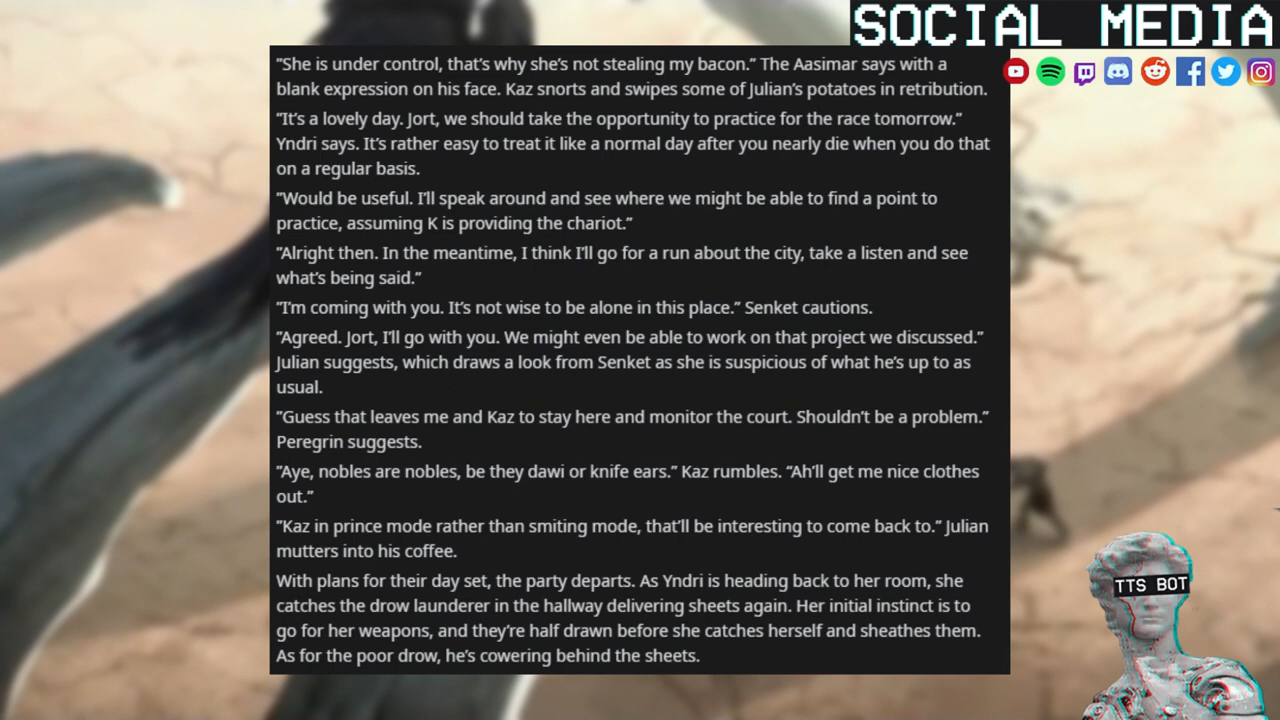 SOCIAL MEDIA
"She is under control, that's why she's not stealing my bacon." The Aasimar says with a
blank expression on his face. Kaz snorts and swipes some of Julian's potatoes in retribution.
"It's a lovely day. Jort, we should take the opportunity to practice for the race tomorrow."
Yndri says. It's rather easy to treat it like a normal day after you nearly die when you do that
on a regular basis.
"Would be useful. I'll speak around and see where we might be able to find a point to
practice, assuming K is providing the chariot."
"Alright then. In the meantime, I think I'll go for a run about the city, take a listen and see
what's being said."
"I'm coming with you. It's not wise to be alone in this place." Senket cautions.
"Agreed. Jort, I'll go with you. We might even be able to work on that project we discussed."
Julian suggests, which draws a look from Senket as she is suspicious of what he's up to as
usual.
"Guess that leaves me and Kaz to stay here and monitor the court. Shouldn't be a problem."
Peregrin suggests.
"Aye, nobles are nobles, be they dawi or knife ears." Kaz rumbles. "Ah'll get me nice clothes
out."
"Kaz in prince mode rather than smiting mode, that'll be interesting to come back to." Julian
mutters into his coffee.
With plans for their day set, the party departs. As Yndri is heading back to her room, she
catches the drow launderer in the hallway delivering sheets again. Her initial instinct is to
go for her weapons, and they're half drawn before she catches herself and sheathes them.
As for the poor drow, he's cowering behind the sheets.
TTS BOT